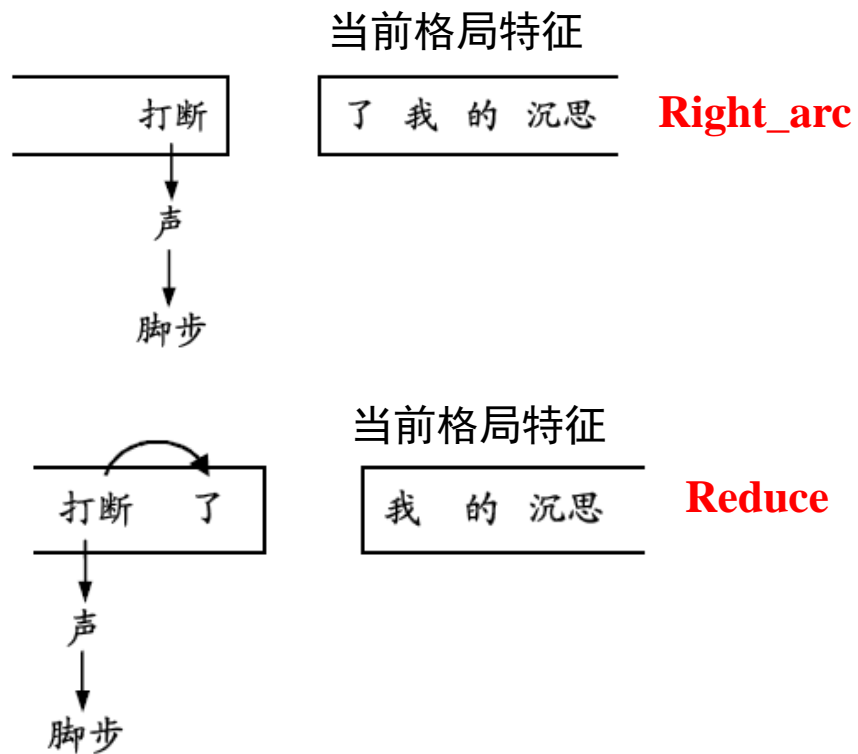 当前格局特征
打断 了 我 的 沉思 Right_arc
声
脚步
当前格局特征
打断 了 我 的 沉思 Reduce
声
脚步